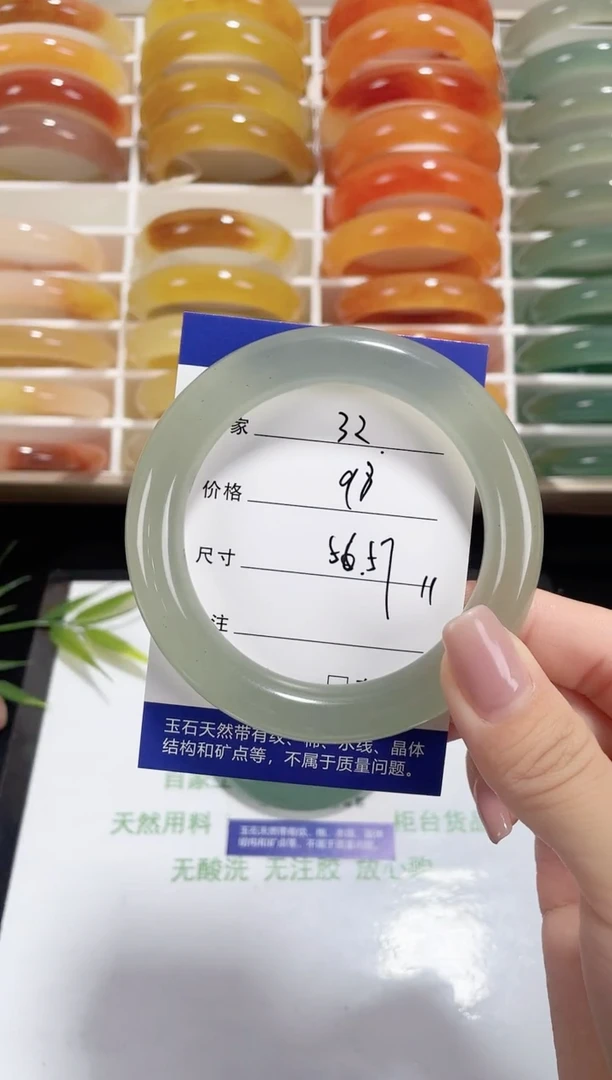 家 32.
价格 98
尺寸 56.57 11
注
玉石天然带有纹、棉、水线、晶体
结构和矿点等，不属于质量问题。
天然用料
柜台货品
无酸洗 无注胶 放心购